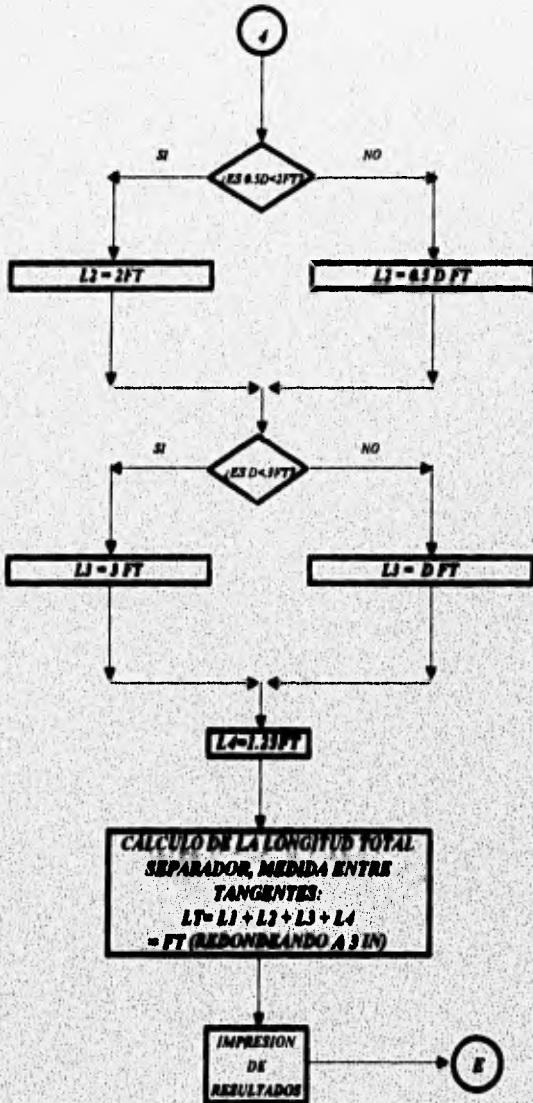 4
SI
NO
¿ES 0.5D<2FT?
L2 = 2FT
L2 = 0.5 D FT
SI
NO
¿ES D<3FT?
L3 = 3 FT
L3 = D FT
L4=1.25FT
CALCULO DE LA LONGITUD TOTAL
SEPARADOR, MEDIDA ENTRE
TANGENTES:
LT= L1 + L2 + L3 + L4
= FT (REDONDEANDO A 3 IN)
IMPRESION
DE
RESULTADOS
E